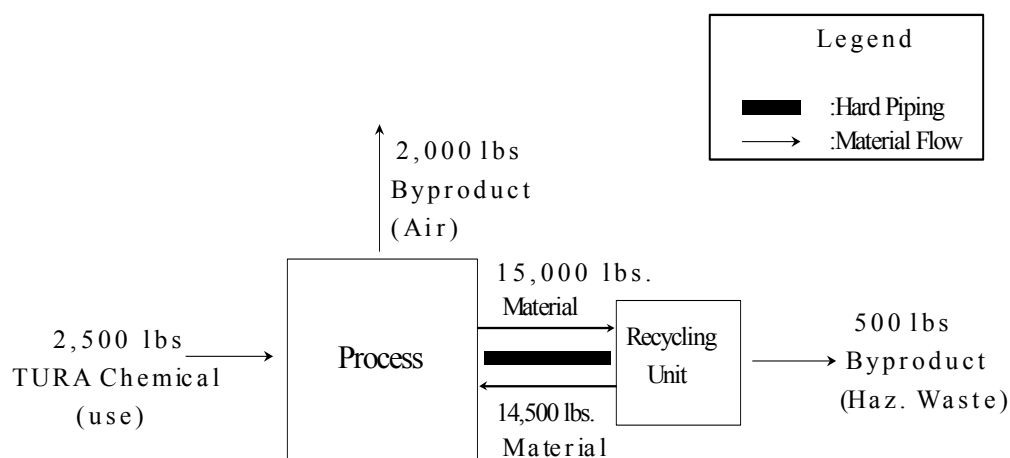 Legend
:Hard Piping
:Material Flow
2,000 lbs
Byproduct
(Air)
15,000 lbs.
Material
2,500 lbs
TURA Chemical
(use)
Process
Recycling
Unit
500 lbs
Byproduct
(Haz. Waste)
14,500 lbs.
Material